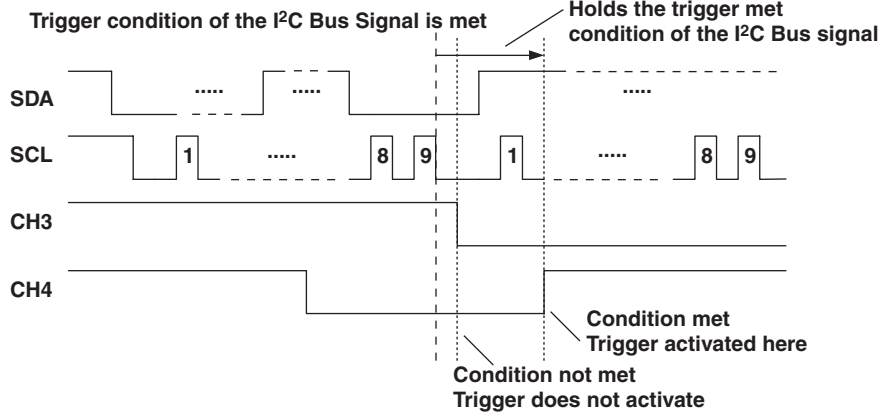 Trigger condition of the I²C Bus Signal is met
Holds the trigger met
condition of the I²C Bus signal
SDA ..... ..... .....
SCL 1 ..... 8 9 1 ..... 8 9
CH3
CH4
Condition met
Trigger activated here
Condition not met
Trigger does not activate